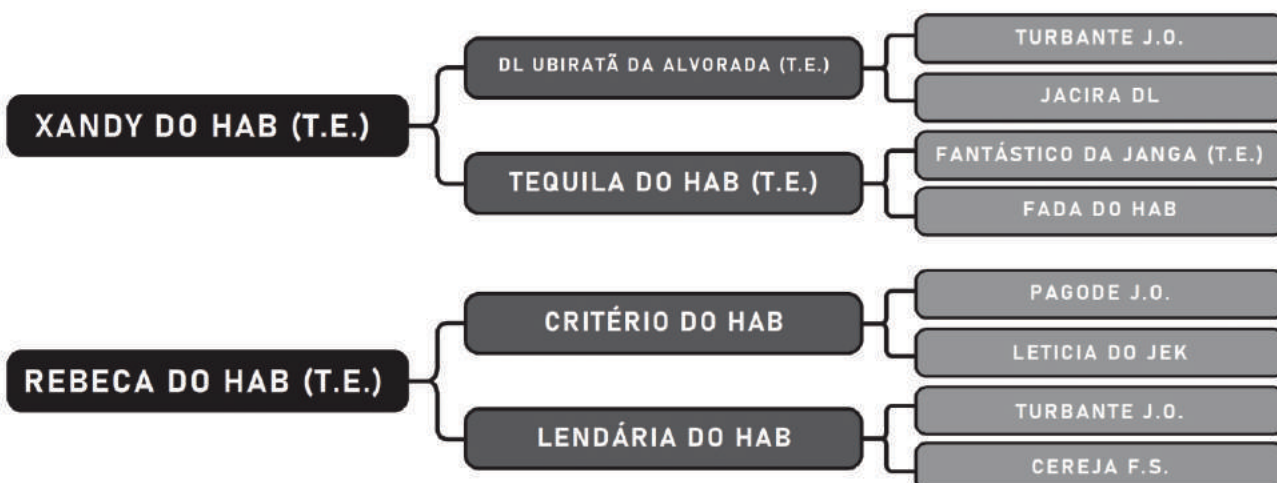 XANDY DO HAB (T.E.)
DL UBIRATÃ DA ALVORADA (T.E.)
TURBANTE J.O.
JACIRA DL
TEQUILA DO HAB (T.E.)
FANTÁSTICO DA JANGA (T.E.)
FADA DO HAB
REBECA DO HAB (T.E.)
CRITÉRIO DO HAB
PAGODE J.O.
LETICIA DO JEK
LENDÁRIA DO HAB
TURBANTE J.O.
CEREJA F.S.